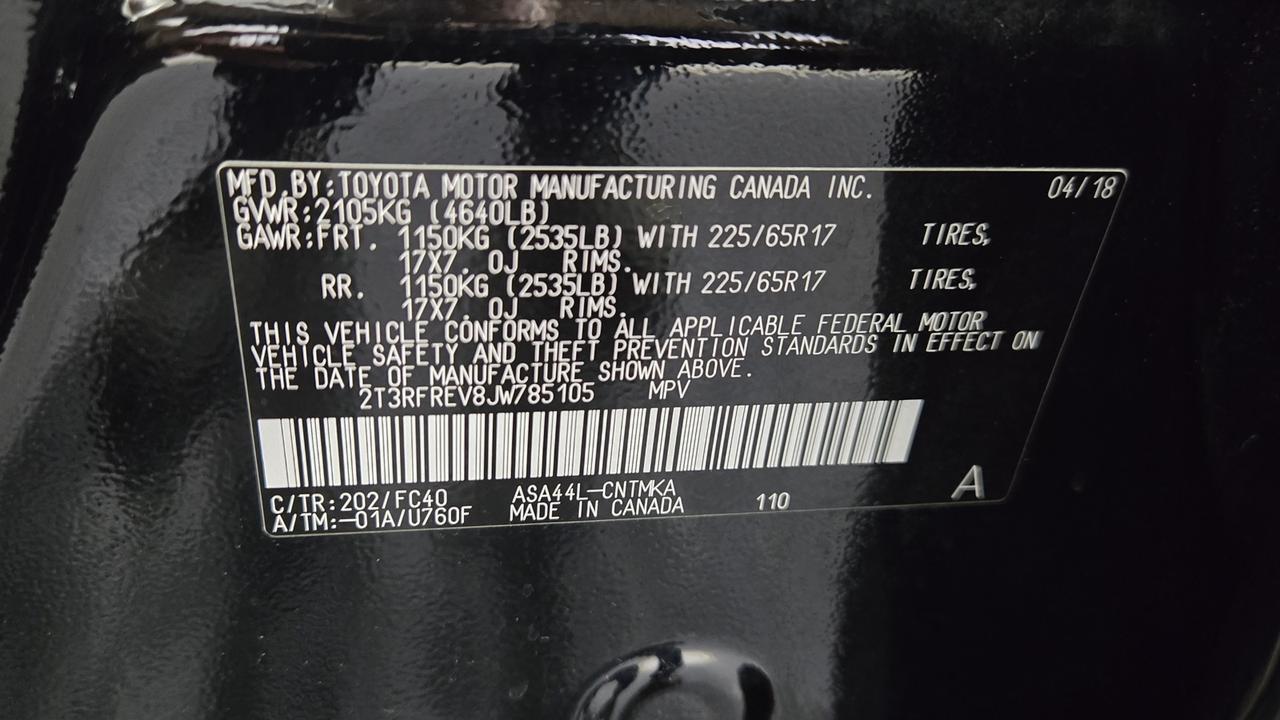 MFD.BY:TOYOTA MOTOR MANUFACTURING CANADA INC. 04/18
GVWR:2105KG (4640LB)
GAWR:FRT. 1150KG (2535LB) WITH 225/65R17 TIRES,
17X7.0J RIMS.
RR. 1150KG (2535LB) WITH 225/65R17 TIRES,
17X7.0J RIMS.
THIS VEHICLE CONFORMS TO ALL APPLICABLE FEDERAL MOTOR
VEHICLE SAFETY AND THEFT PREVENTION STANDARDS IN EFFECT ON
THE DATE OF MANUFACTURE SHOWN ABOVE.
2T3RFREV8JW785105 MPV
C/TR:202/FC40 ASA44L-CNTMKA
A/TM:-01A/U760F MADE IN CANADA 110 A